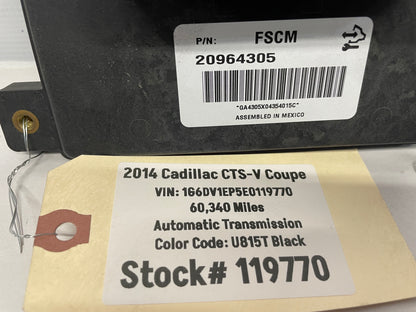 P/N: FSCM
20964305
"GA4305X04354015C"
ASSEMBLED IN MEXICO
2014 Cadillac CTS-V Coupe
VIN: 1G6DV1EP5E0119770
60,340 Miles
Automatic Transmission
Color Code: U815T Black
Stock# 119770